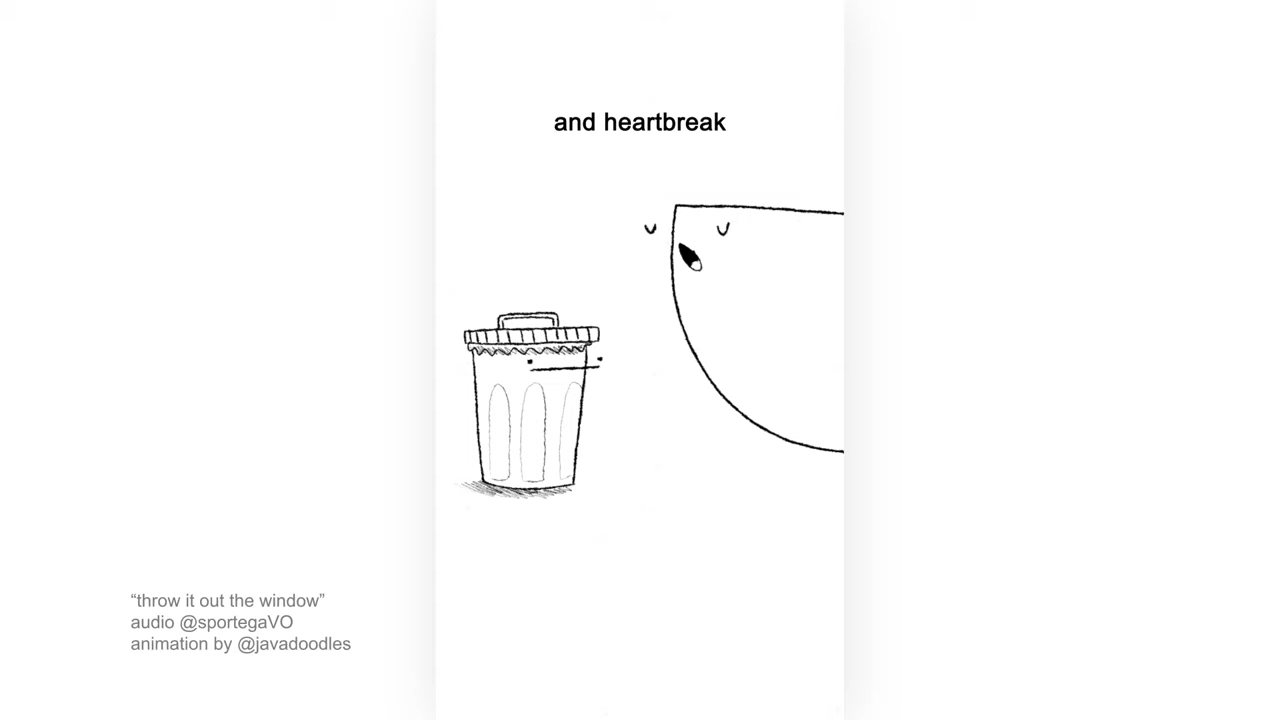 and heartbreak
“throw it out the window”
audio @sportegaVO
animation by @javadoodles